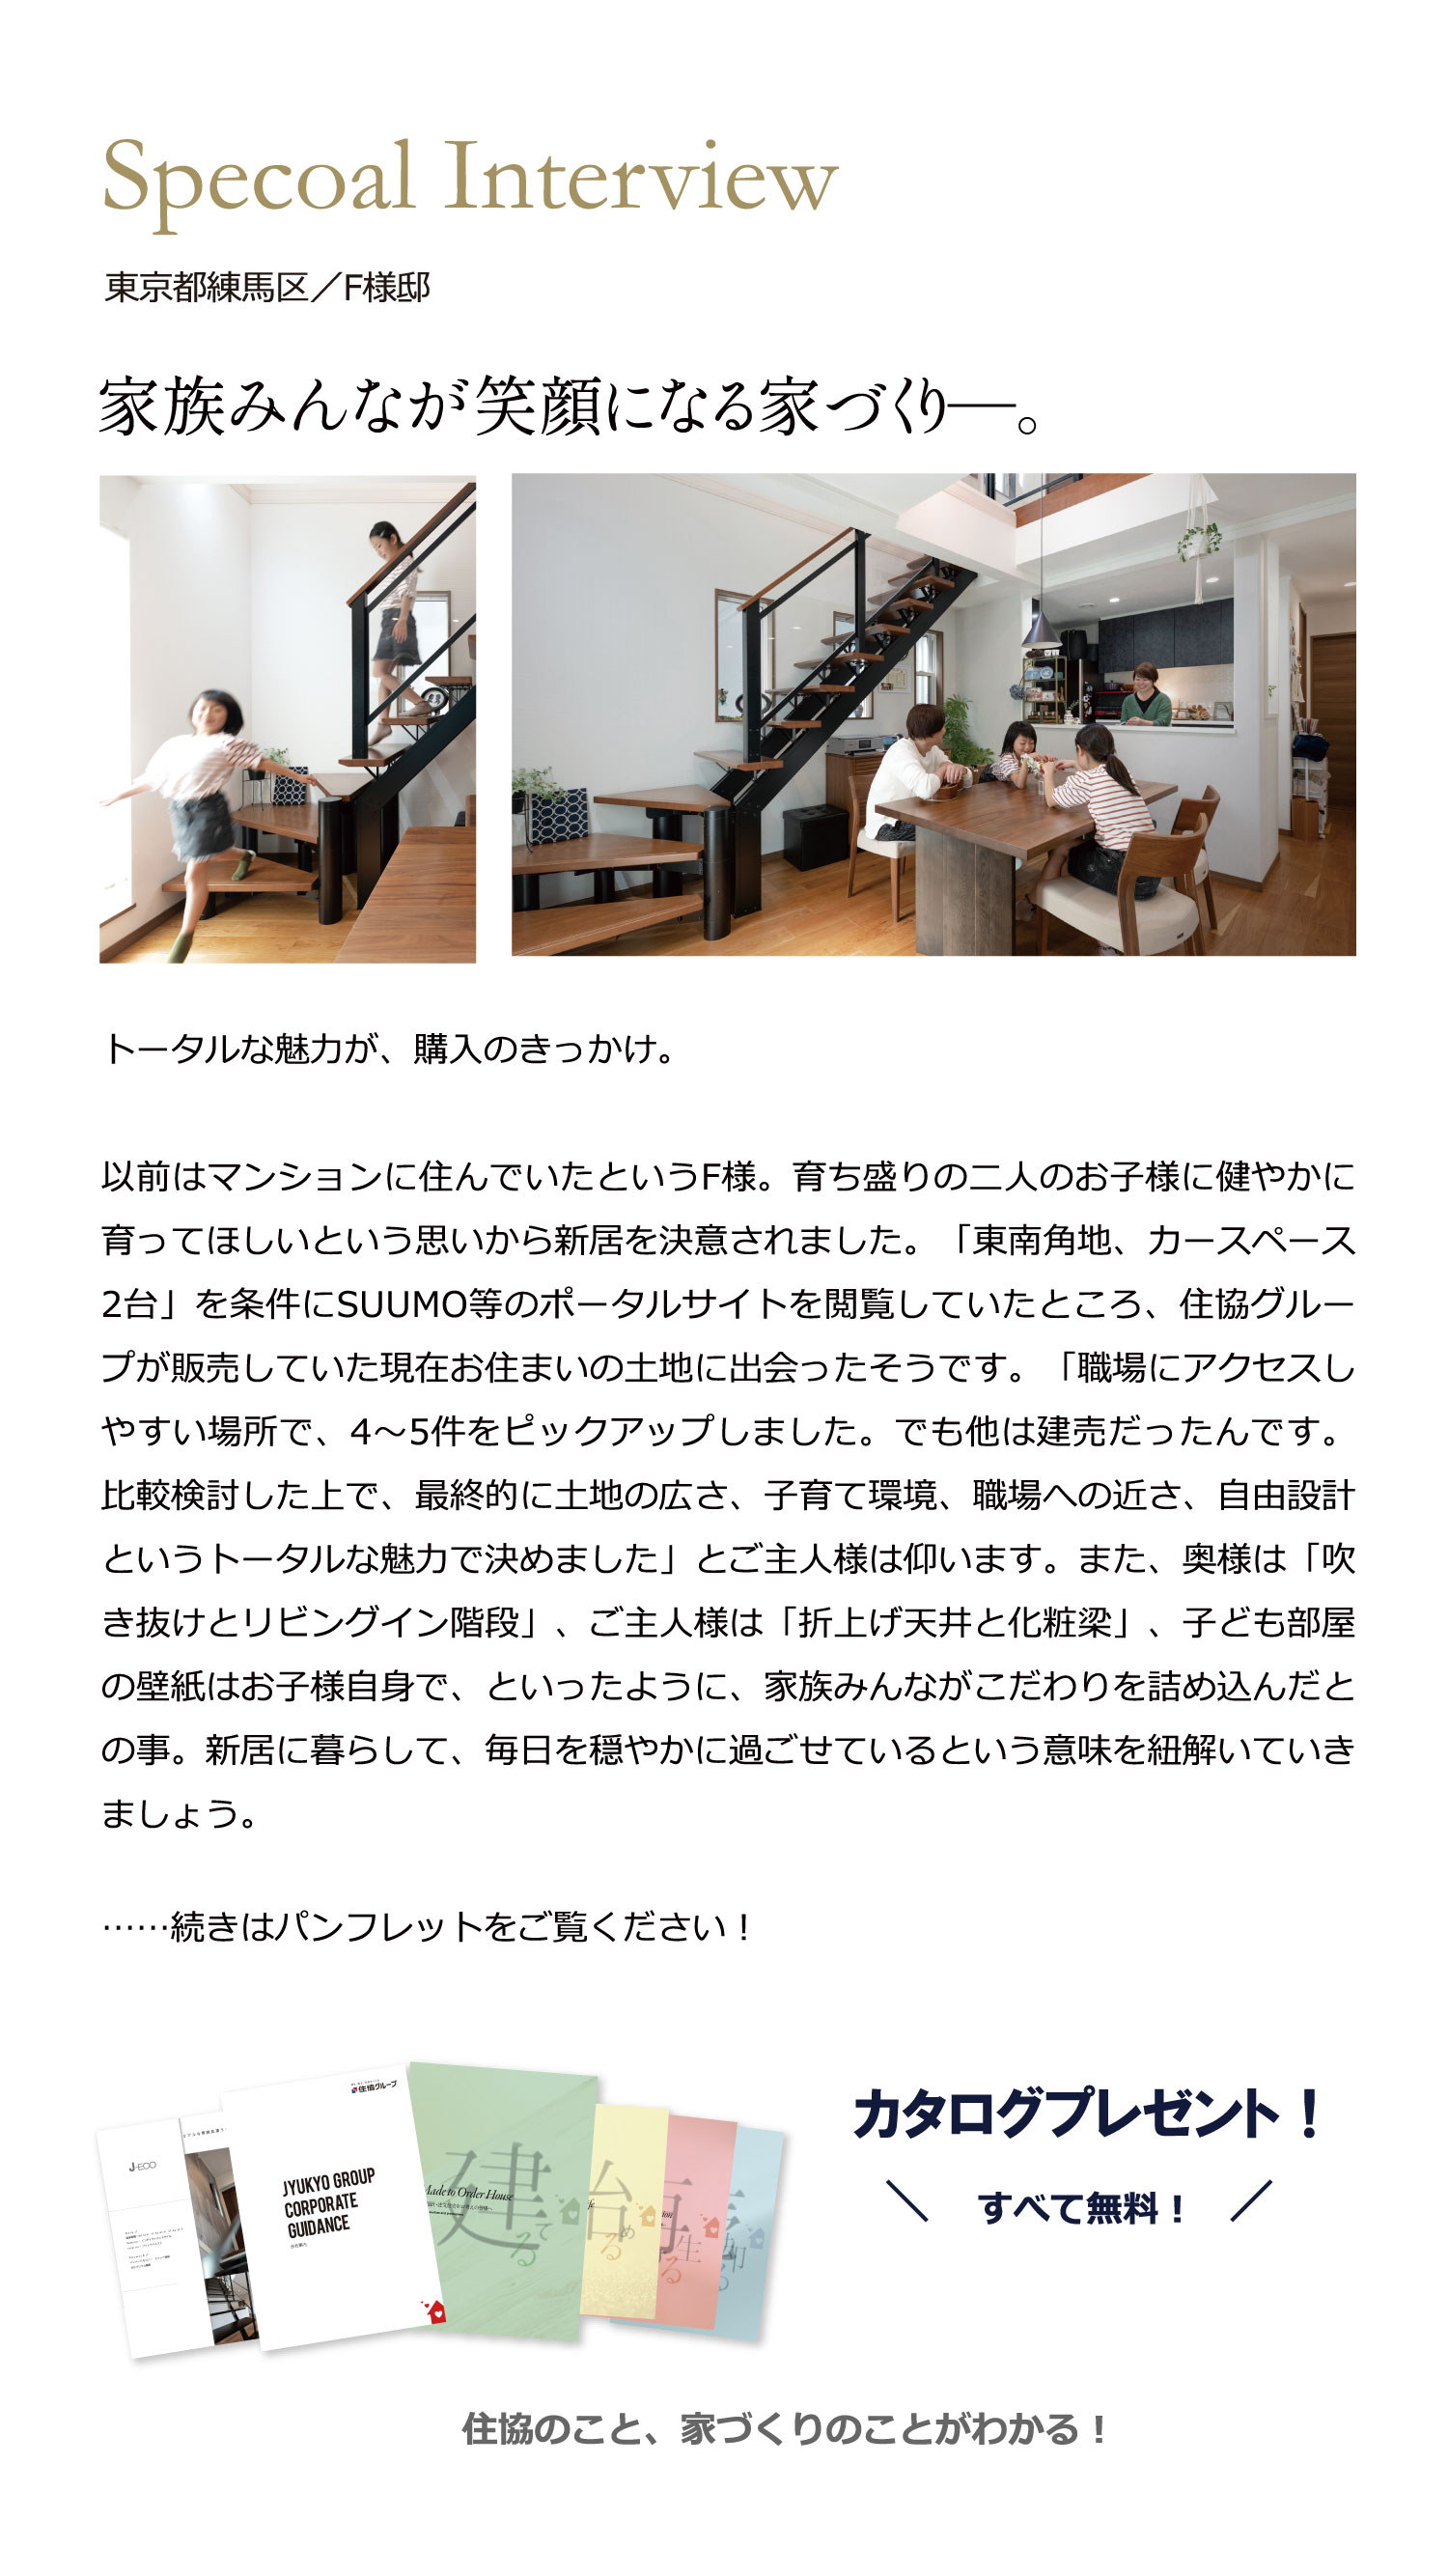 Specoal Interview
東京都練馬区／F様邸
家族みんなが笑顔になる家づくり―。
トータルな魅力が、購入のきっかけ。
以前はマンションに住んでいたというF様。育ち盛りの二人のお子様に健やかに
育ってほしいという思いから新居を決意されました。「東南角地、カースペース
2台」を条件にSUUMO等のポータルサイトを閲覧していたところ、住協グルー
プが販売していた現在お住まいの土地に出会ったそうです。「職場にアクセスし
やすい場所で、4～5件をピックアップしました。でも他は建売だったんです。
比較検討した上で、最終的に土地の広さ、子育て環境、職場への近さ、自由設計
というトータルな魅力で決めました」とご主人様は仰います。また、奥様は「吹
き抜けとリビングイン階段」、ご主人様は「折上げ天井と化粧梁」、子ども部屋
の壁紙はお子様自身で、といったように、家族みんながこだわりを詰め込んだと
の事。新居に暮らして、毎日を穏やかに過ごせているという意味を紐解いていき
ましょう。
……続きはパンフレットをご覧ください！
J-ECO
住協グループ
JYUKYO GROUP
CORPORATE
GUIDANCE
会社案内
建てる
Made to Order House
カタログプレゼント！
＼ すべて無料！ ／
住協のこと、家づくりのことがわかる！